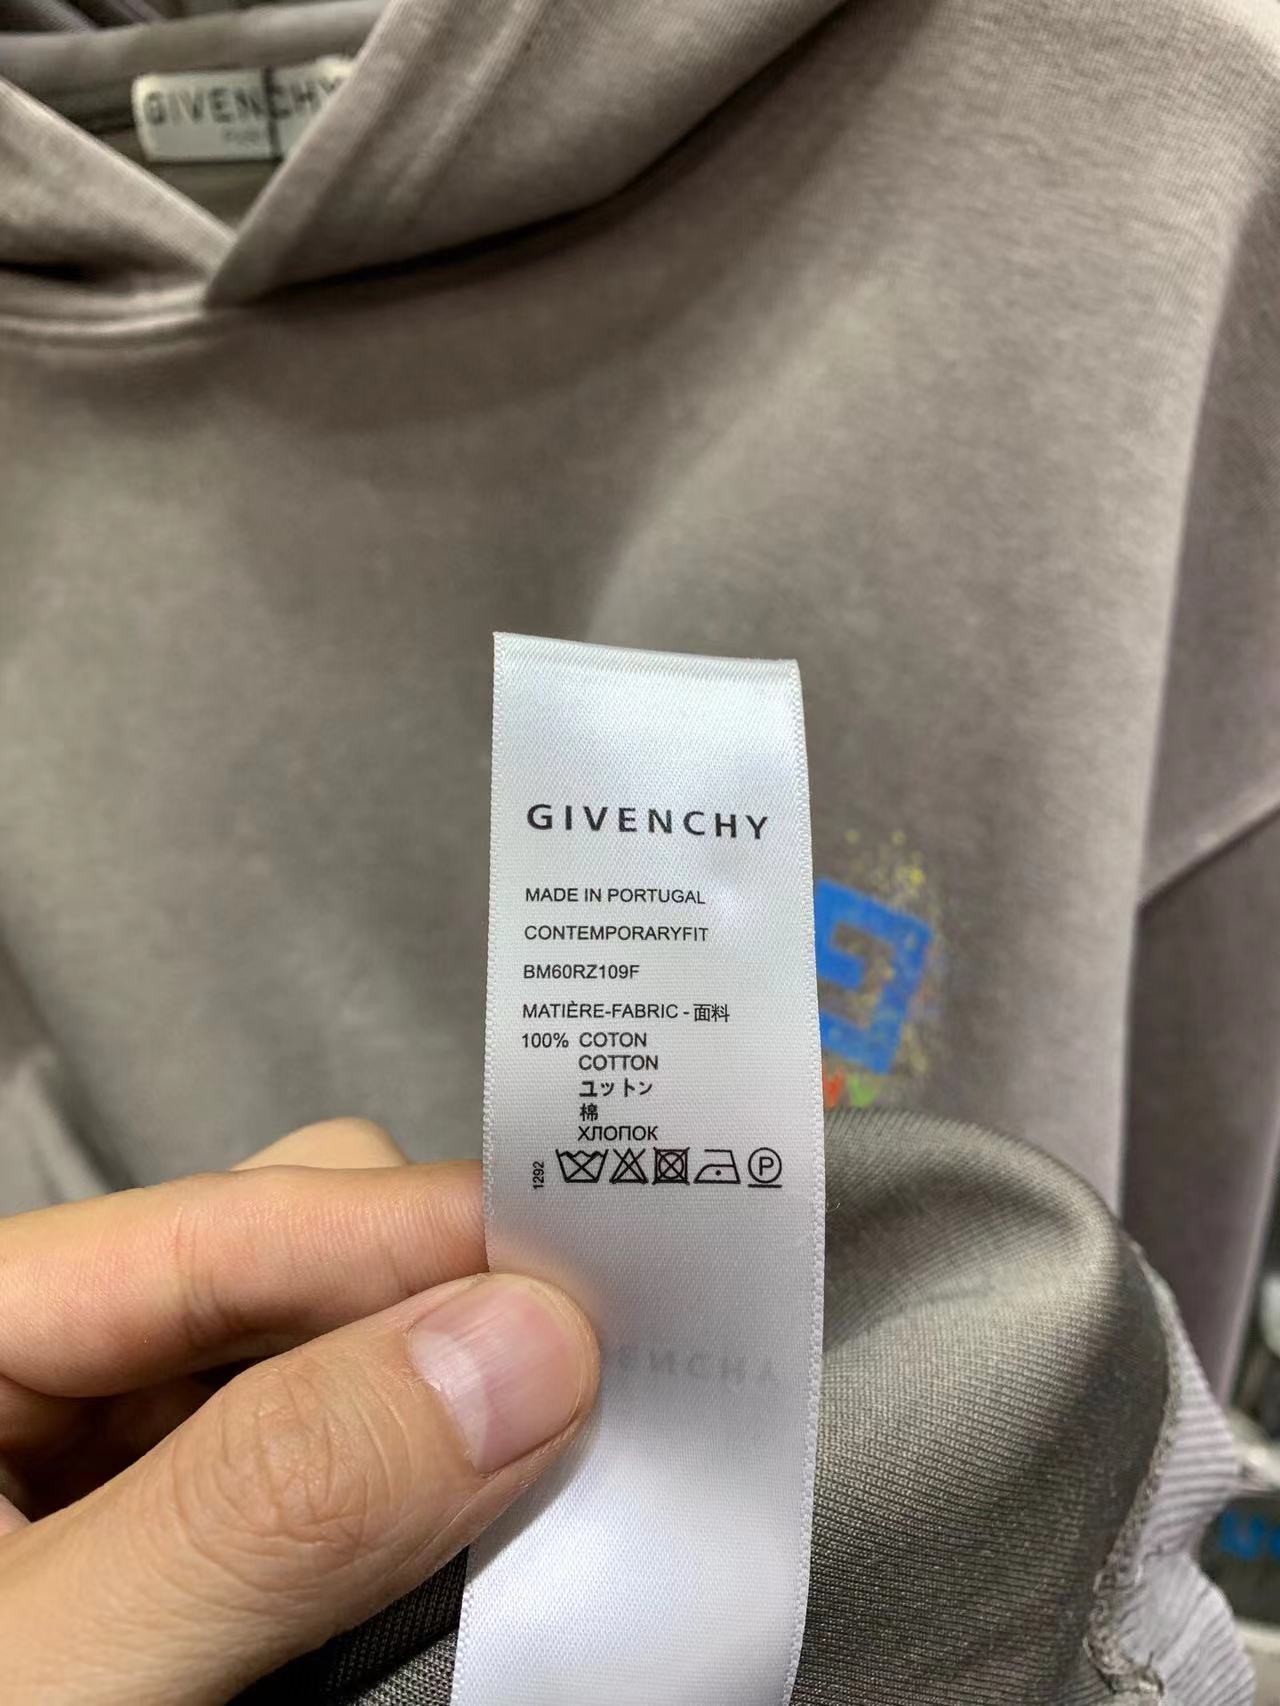 GIVENCHY
GIVENCHY
MADE IN PORTUGAL
CONTEMPORARYFIT
BM60RZ109F
MATIÈRE-FABRIC - 面料
100% COTON
COTTON
ユットン
棉
ХЛОПОК
1292
P